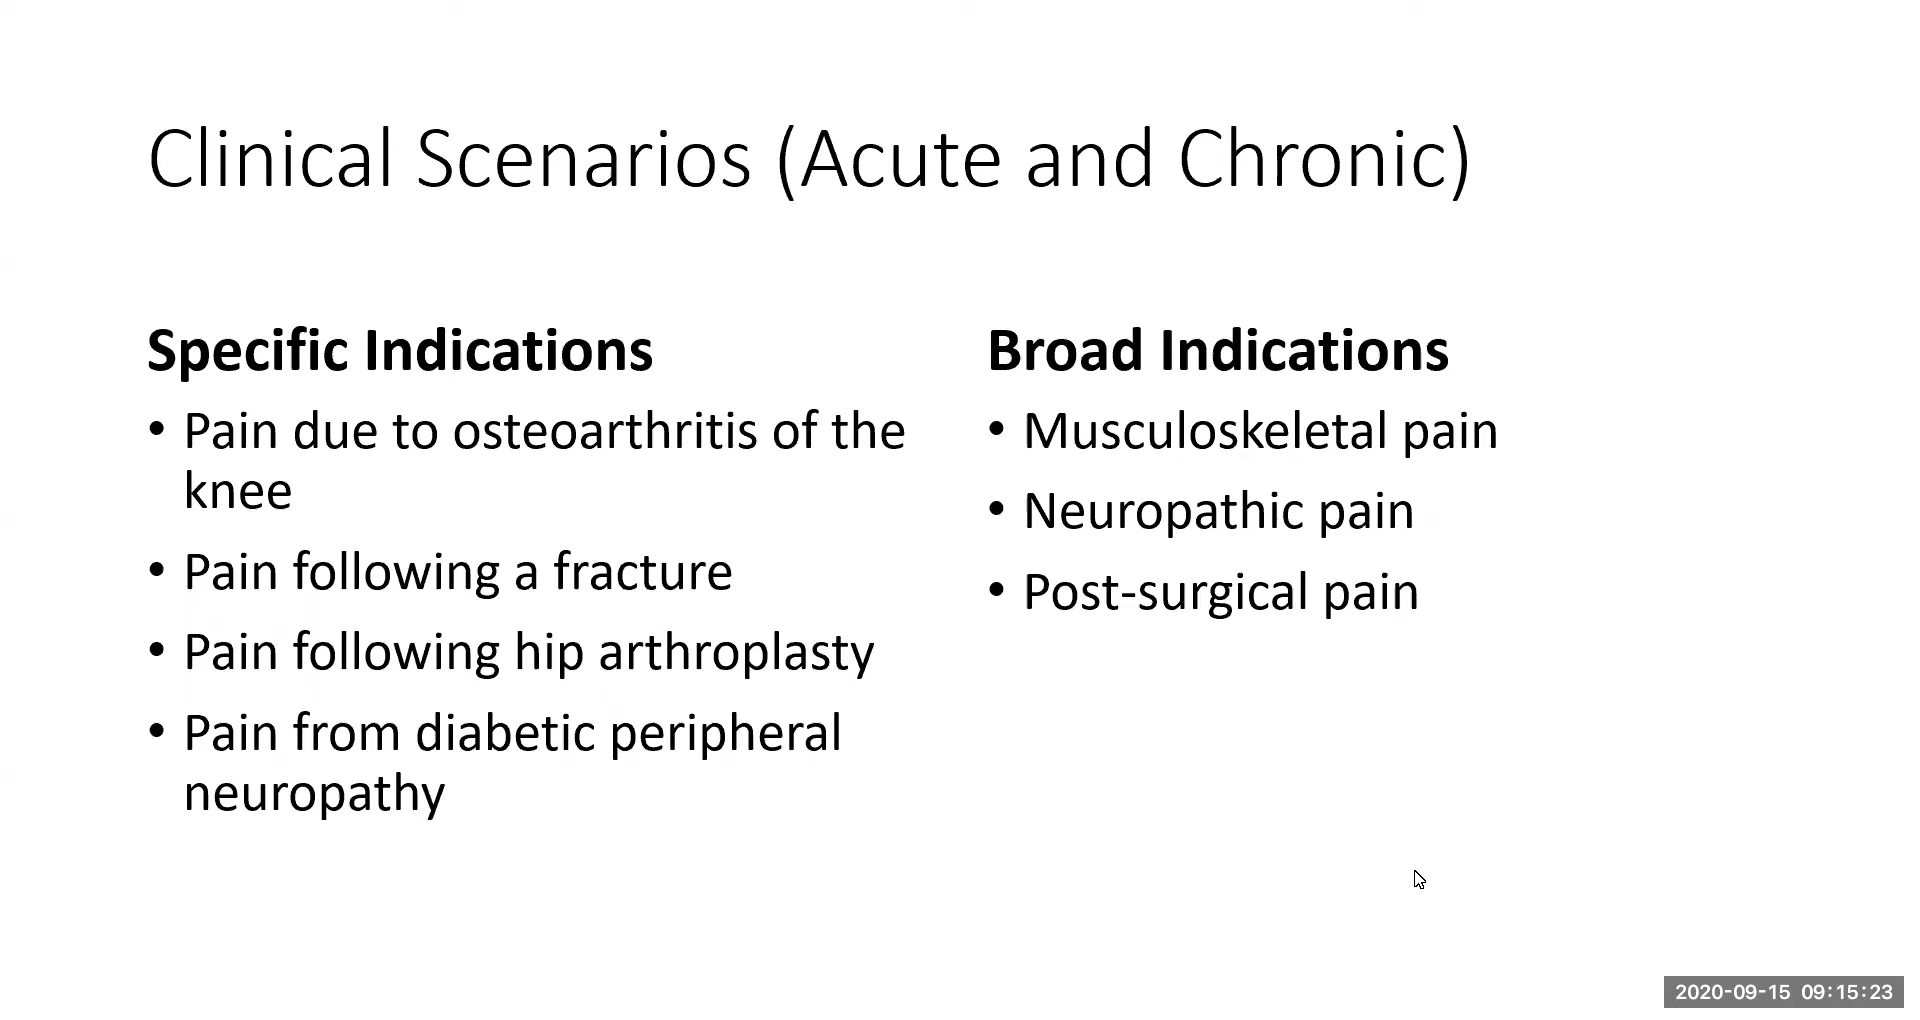 Clinical Scenarios (Acute and Chronic)
Specific Indications
• Pain due to osteoarthritis of the
knee
• Pain following a fracture
• Pain following hip arthroplasty
• Pain from diabetic peripheral
neuropathy
Broad Indications
• Musculoskeletal pain
• Neuropathic pain
• Post-surgical pain
2020-09-15 09:15:23